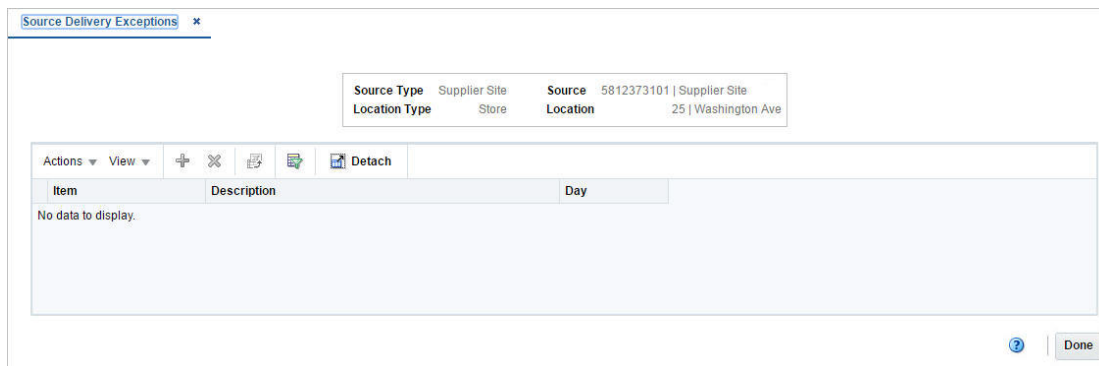 Source Delivery Exceptions
Source Type Supplier Site Source 5812373101 | Supplier Site
Location Type Store Location 25 | Washington Ave
Actions View Detach
Item Description Day
No data to display.
Done